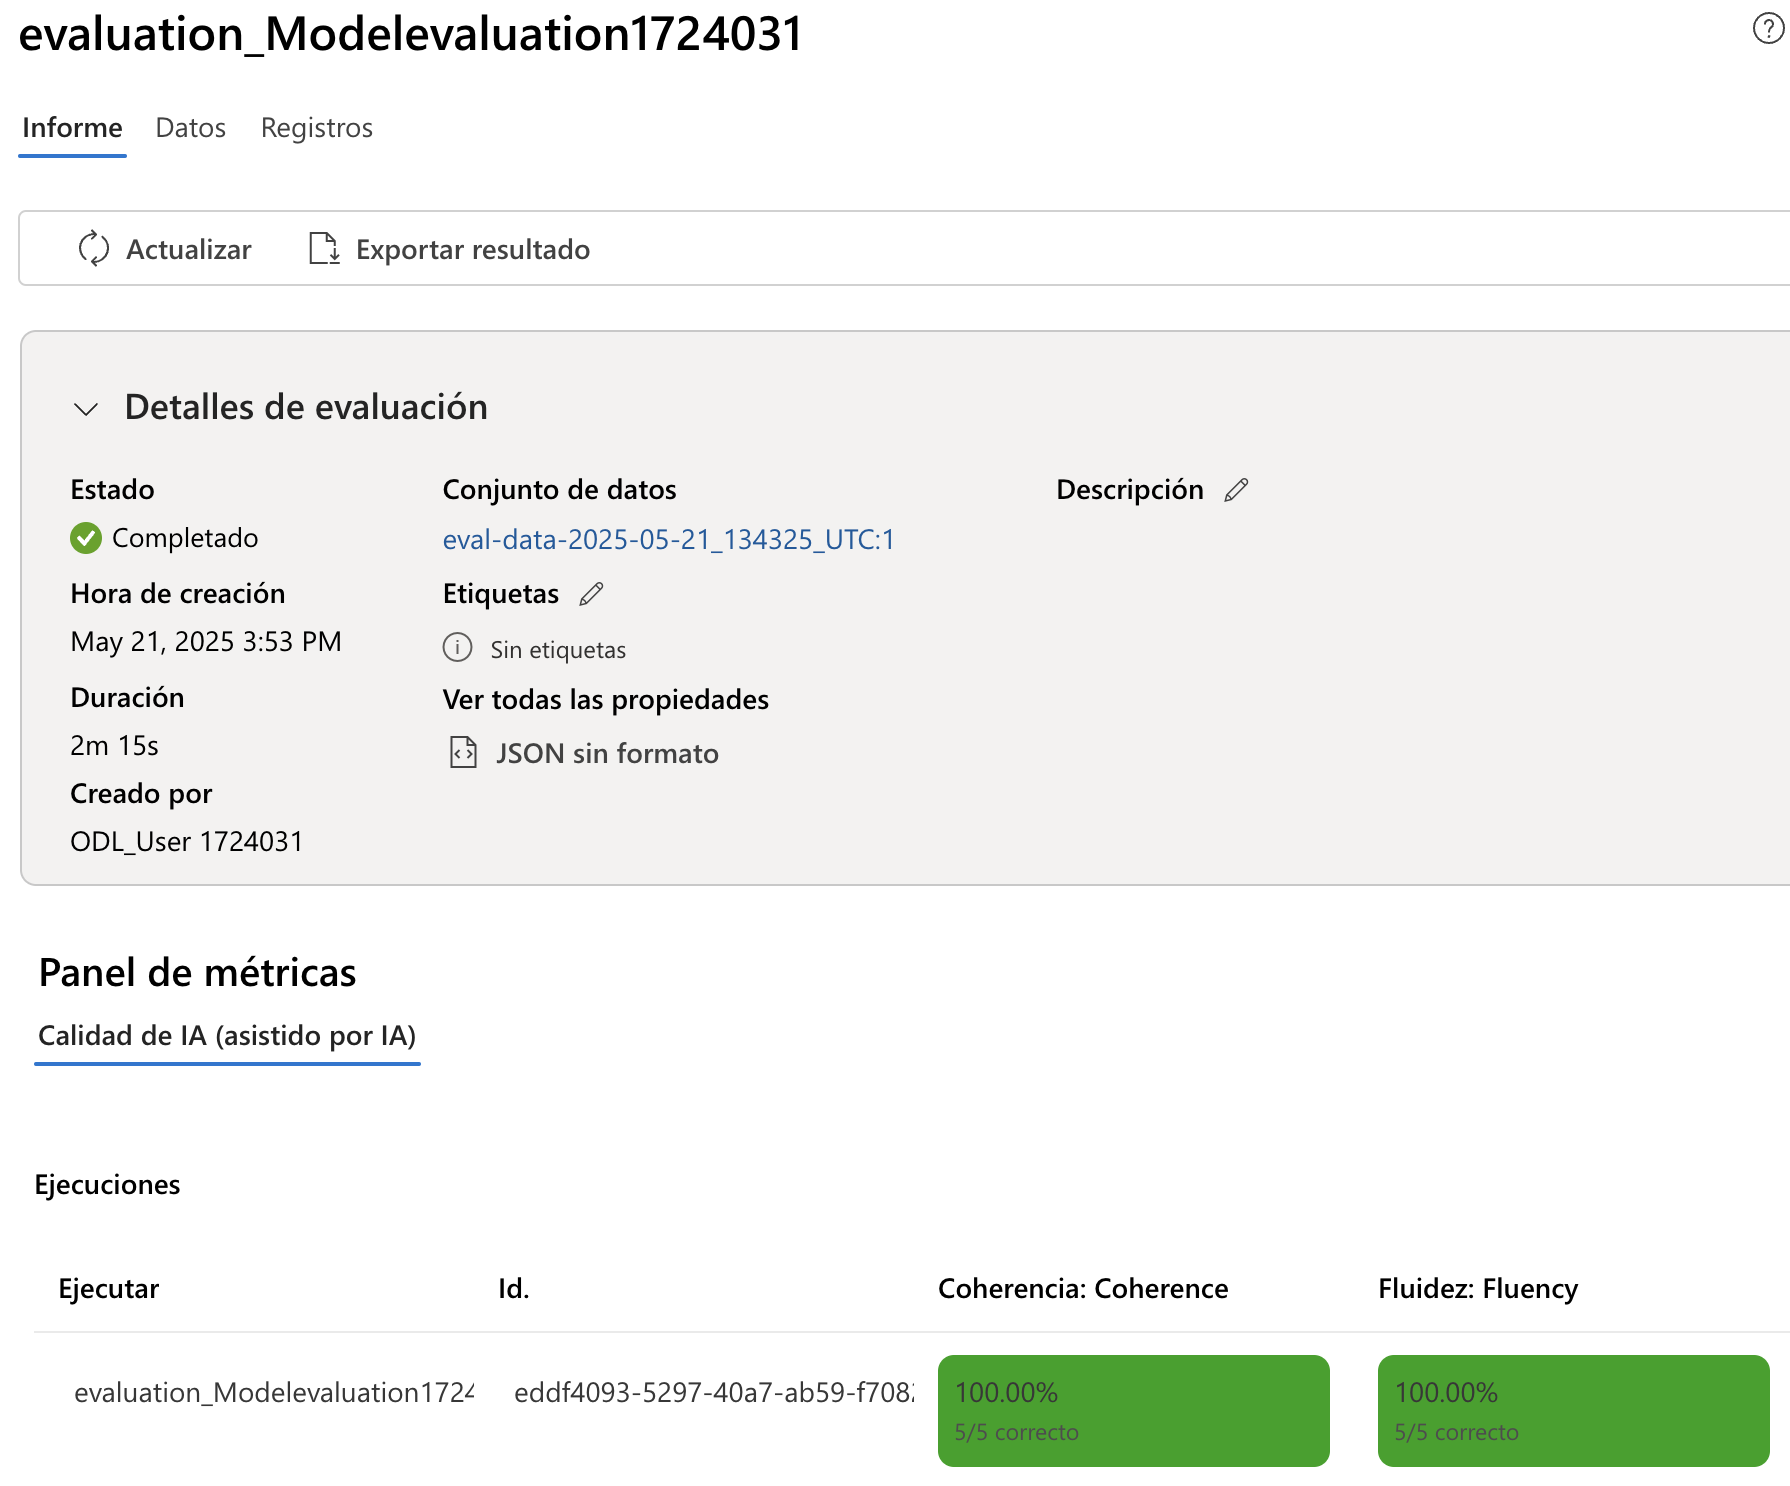 evaluation_Modelevaluation1724031
Informe Datos Registros
Actualizar Exportar resultado
Detalles de evaluación
Estado Conjunto de datos Descripción
Completado eval-data-2025-05-21_134325_UTC:1
Hora de creación Etiquetas
May 21, 2025 3:53 PM Sin etiquetas
Duración Ver todas las propiedades
2m 15s JSON sin formato
Creado por
ODL_User 1724031
Panel de métricas
Calidad de IA (asistido por IA)
Ejecuciones
Ejecutar Id. Coherencia: Coherence Fluidez: Fluency
evaluation_Modelevaluation1724 eddf4093-5297-40a7-ab59-f708 100.00% 100.00%
5/5 correcto 5/5 correcto